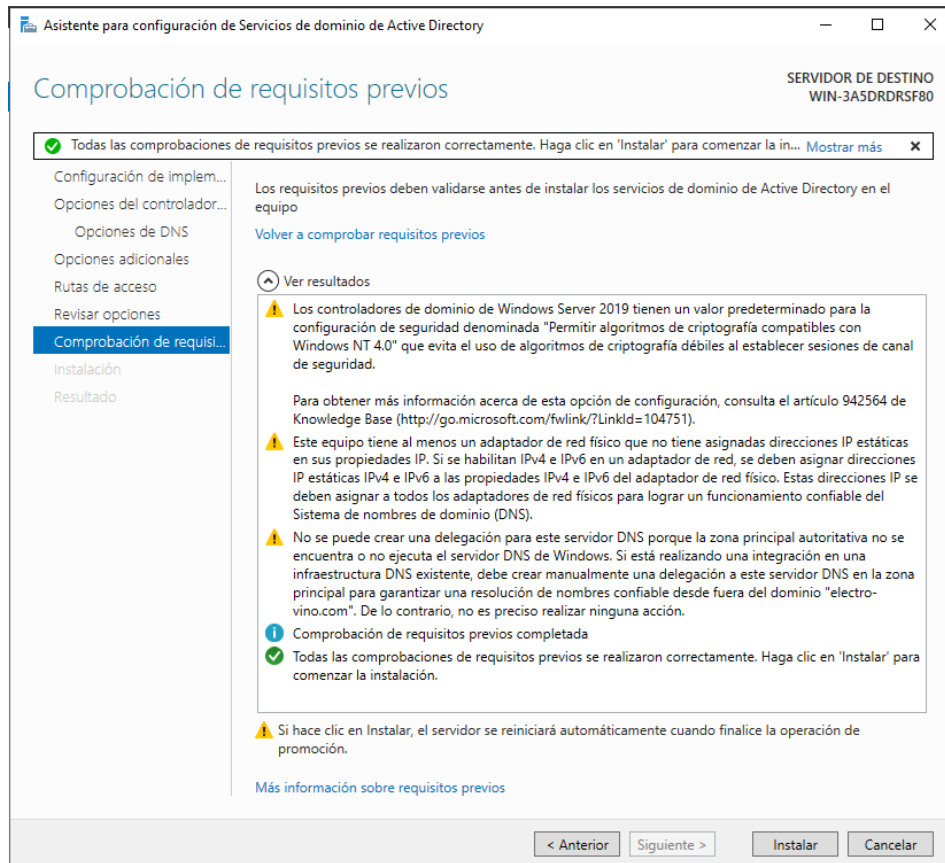 Asistente para configuración de Servicios de dominio de Active Directory
Comprobación de requisitos previos
SERVIDOR DE DESTINO
WIN-3A5DRDRSF80
Todas las comprobaciones de requisitos previos se realizaron correctamente. Haga clic en 'Instalar' para comenzar la in... Mostrar más
Configuración de implem...
Opciones del controlador...
Opciones de DNS
Opciones adicionales
Rutas de acceso
Revisar opciones
Comprobación de requisi...
Instalación
Resultado
Los requisitos previos deben validarse antes de instalar los servicios de dominio de Active Directory en el
equipo
Volver a comprobar requisitos previos
Ver resultados
Los controladores de dominio de Windows Server 2019 tienen un valor predeterminado para la
configuración de seguridad denominada "Permitir algoritmos de criptografía compatibles con
Windows NT 4.0" que evita el uso de algoritmos de criptografía débiles al establecer sesiones de canal
de seguridad.
Para obtener más información acerca de esta opción de configuración, consulta el artículo 942564 de
Knowledge Base (http://go.microsoft.com/fwlink/?LinkId=104751).
Este equipo tiene al menos un adaptador de red físico que no tiene asignadas direcciones IP estáticas
en sus propiedades IP. Si se habilitan IPv4 e IPv6 en un adaptador de red, se deben asignar direcciones
IP estáticas IPv4 e IPv6 a las propiedades IPv4 e IPv6 del adaptador de red físico. Estas direcciones IP se
deben asignar a todos los adaptadores de red físicos para lograr un funcionamiento confiable del
Sistema de nombres de dominio (DNS).
No se puede crear una delegación para este servidor DNS porque la zona principal autoritativa no se
encuentra o no ejecuta el servidor DNS de Windows. Si está realizando una integración en una
infraestructura DNS existente, debe crear manualmente una delegación a este servidor DNS en la zona
principal para garantizar una resolución de nombres confiable desde fuera del dominio "electro-
vino.com". De lo contrario, no es preciso realizar ninguna acción.
Comprobación de requisitos previos completada
Todas las comprobaciones de requisitos previos se realizaron correctamente. Haga clic en 'Instalar' para
comenzar la instalación.
Si hace clic en Instalar, el servidor se reiniciará automáticamente cuando finalice la operación de
promoción.
Más información sobre requisitos previos
< Anterior
Siguiente >
Instalar
Cancelar